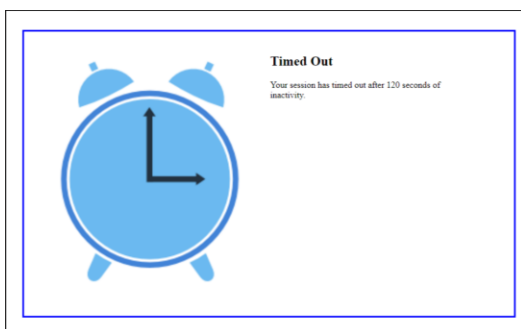 Timed Out
Your session has timed out after 120 seconds of
inactivity.